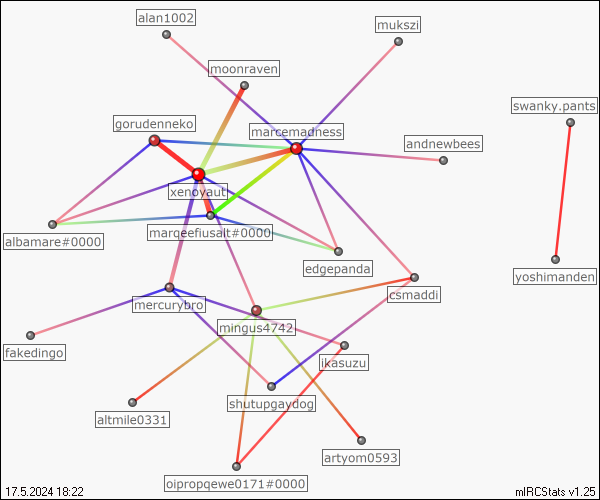 alan1002
mukszi
moonraven
swanky.pants
gorudenneko
marcemadness
andnewbees
xenoyaut
marqeefiusalt#0000
albamare#0000
edgepanda
yoshimanden
csmaddi
mercurybro
mingus4742
fakedingo
ikasuzu
shutupgaydog
altmile0331
artyom0593
oipropqewe0171#0000
17.5.2024 18:22
mIRCStats v1.25